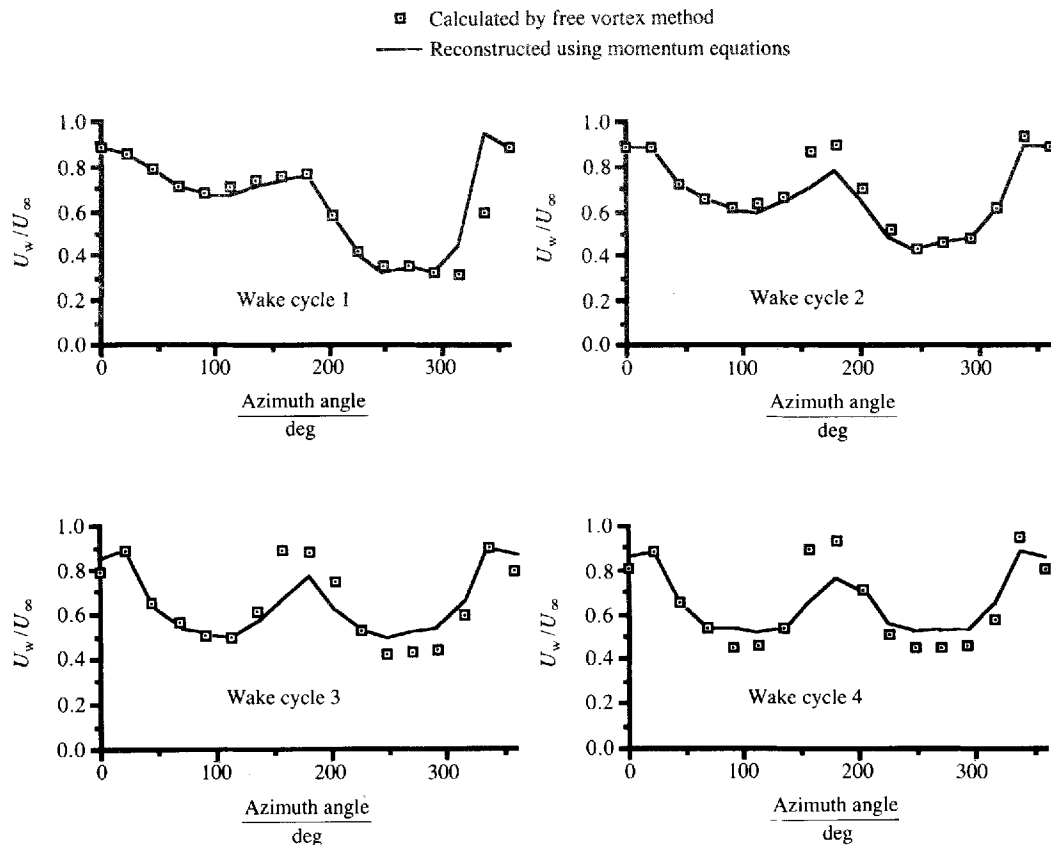 Calculated by free vortex method
Reconstructed using momentum equations
1.0
0.8
0.6
0.4
0.2
0.0
U_w/U_∞
Wake cycle 1
0 100 200 300
Azimuth angle
deg
1.0
0.8
0.6
0.4
0.2
0.0
U_w/U_∞
Wake cycle 2
0 100 200 300
Azimuth angle
deg
1.0
0.8
0.6
0.4
0.2
0.0
U_w/U_∞
Wake cycle 3
0 100 200 300
Azimuth angle
deg
1.0
0.8
0.6
0.4
0.2
0.0
U_w/U_∞
Wake cycle 4
0 100 200 300
Azimuth angle
deg